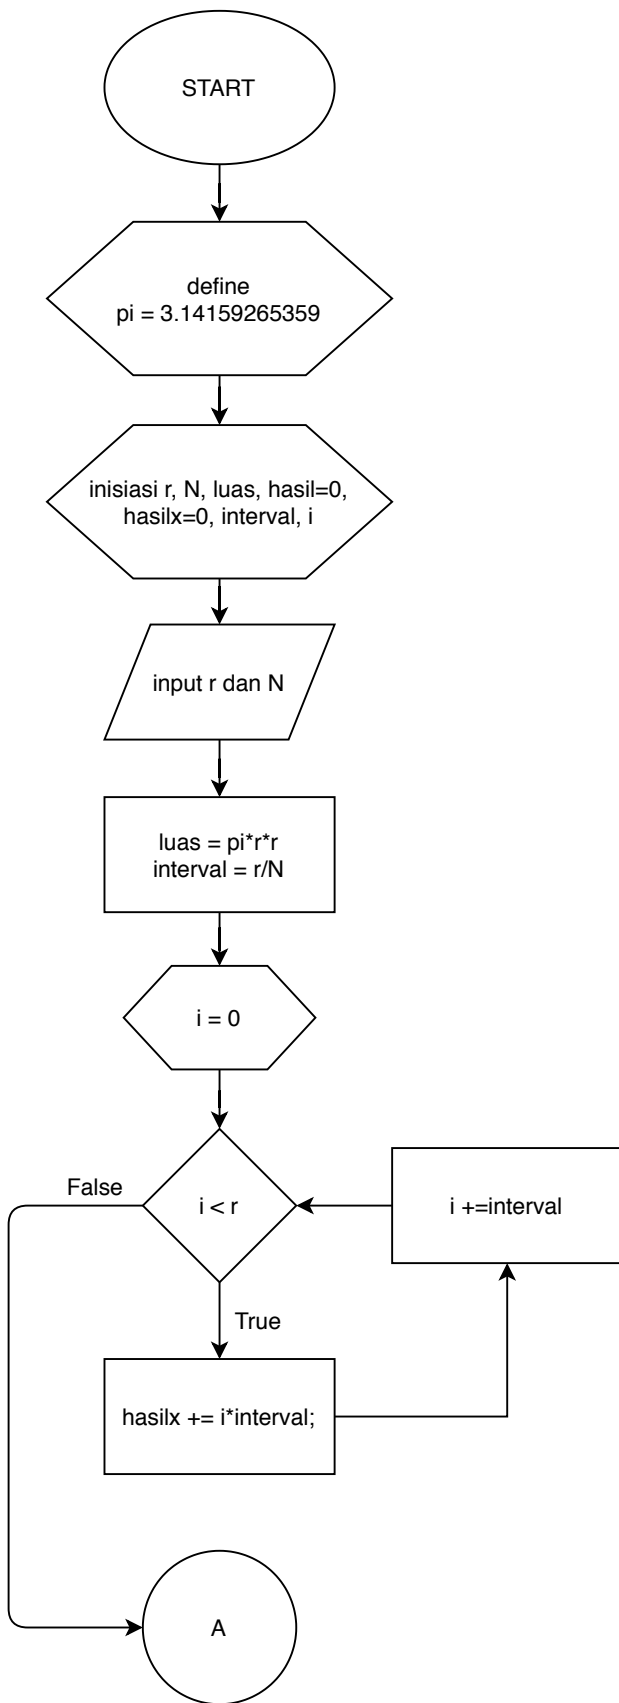 START
define
pi = 3.14159265359
inisiasi r, N, luas, hasil=0,
hasilx=0, interval, i
input r dan N
luas = pi*r*r
interval = r/N
i = 0
False
i < r
i +=interval
True
hasilx += i*interval;
A